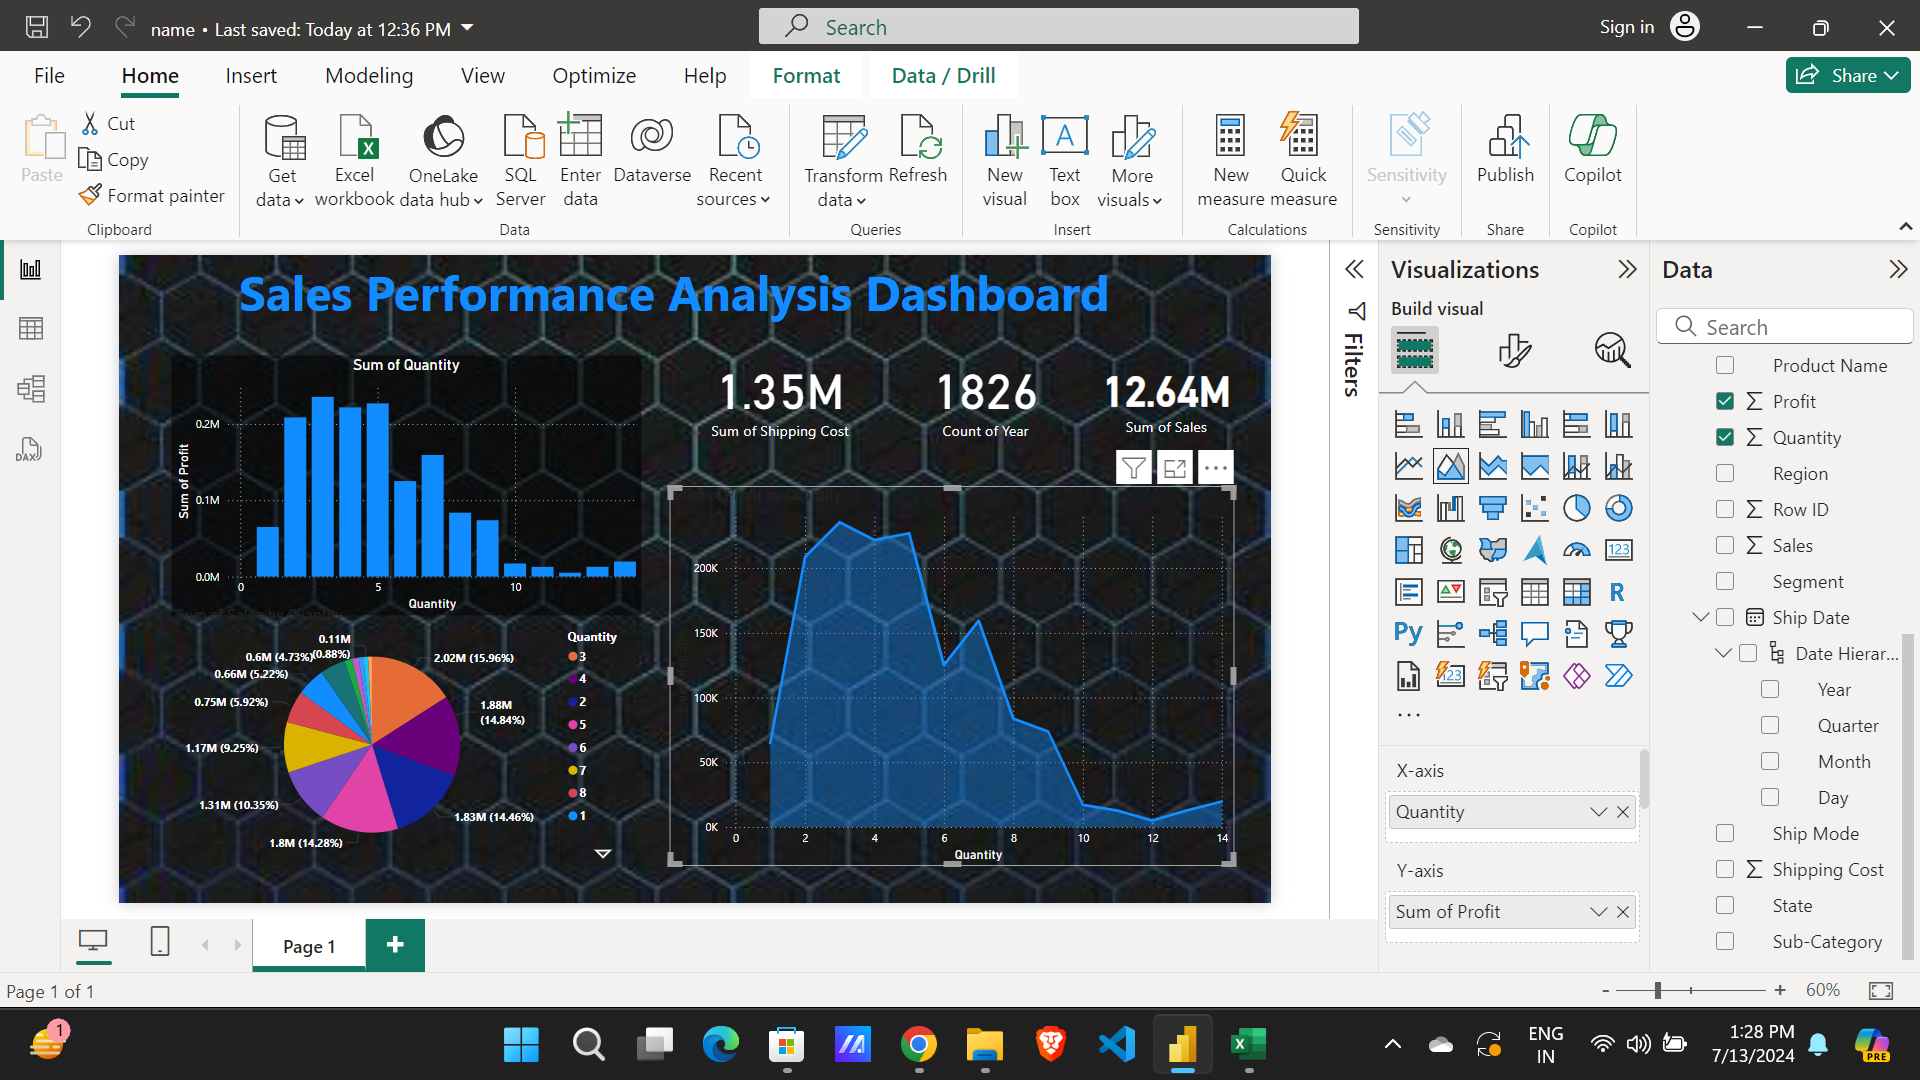 name • Last saved: Today at 12:36 PM
Search
Sign in
File Home Insert Modeling View Optimize Help Format Data / Drill
Share
Paste
Cut
Copy
Format painter
Clipboard
Get data
Excel workbook
OneLake data hub
SQL Server
Enter data
Dataverse
Recent sources
Data
Transform data
Refresh
Queries
New visual
Text box
More visuals
Insert
New measure
Quick measure
Calculations
Sensitivity
Sensitivity
Publish
Share
Copilot
Copilot
Sales Performance Analysis Dashboard
Sum of Quantity
Sum of Profit
0.2M
0.1M
0.0M
0 5 10
Quantity
1.35M
Sum of Shipping Cost
1826
Count of Year
12.64M
Sum of Sales
Sum of Sales by Quantity
0.11M
(0.88%)
0.6M (4.73%)
0.66M (5.22%)
0.75M (5.92%)
1.17M (9.25%)
1.31M (10.35%)
1.8M (14.28%)
2.02M (15.96%)
1.88M
(14.84%)
1.83M (14.46%)
Quantity
3
4
2
5
6
7
8
1
Sum of Profit by Quantity
200K
150K
100K
50K
0K
0 2 4 6 8 10 12 14
Quantity
Filters
Visualizations
Build visual
123
R
Py
123
X-axis
Quantity
Y-axis
Sum of Profit
Data
Search
Product Name
Profit
Quantity
Region
Row ID
Sales
Segment
Ship Date
Date Hierar...
Year
Quarter
Month
Day
Ship Mode
Shipping Cost
State
Sub-Category
DAX
Page 1
Page 1 of 1
- + 60%
1
ENG
IN
1:28 PM
7/13/2024
PRE